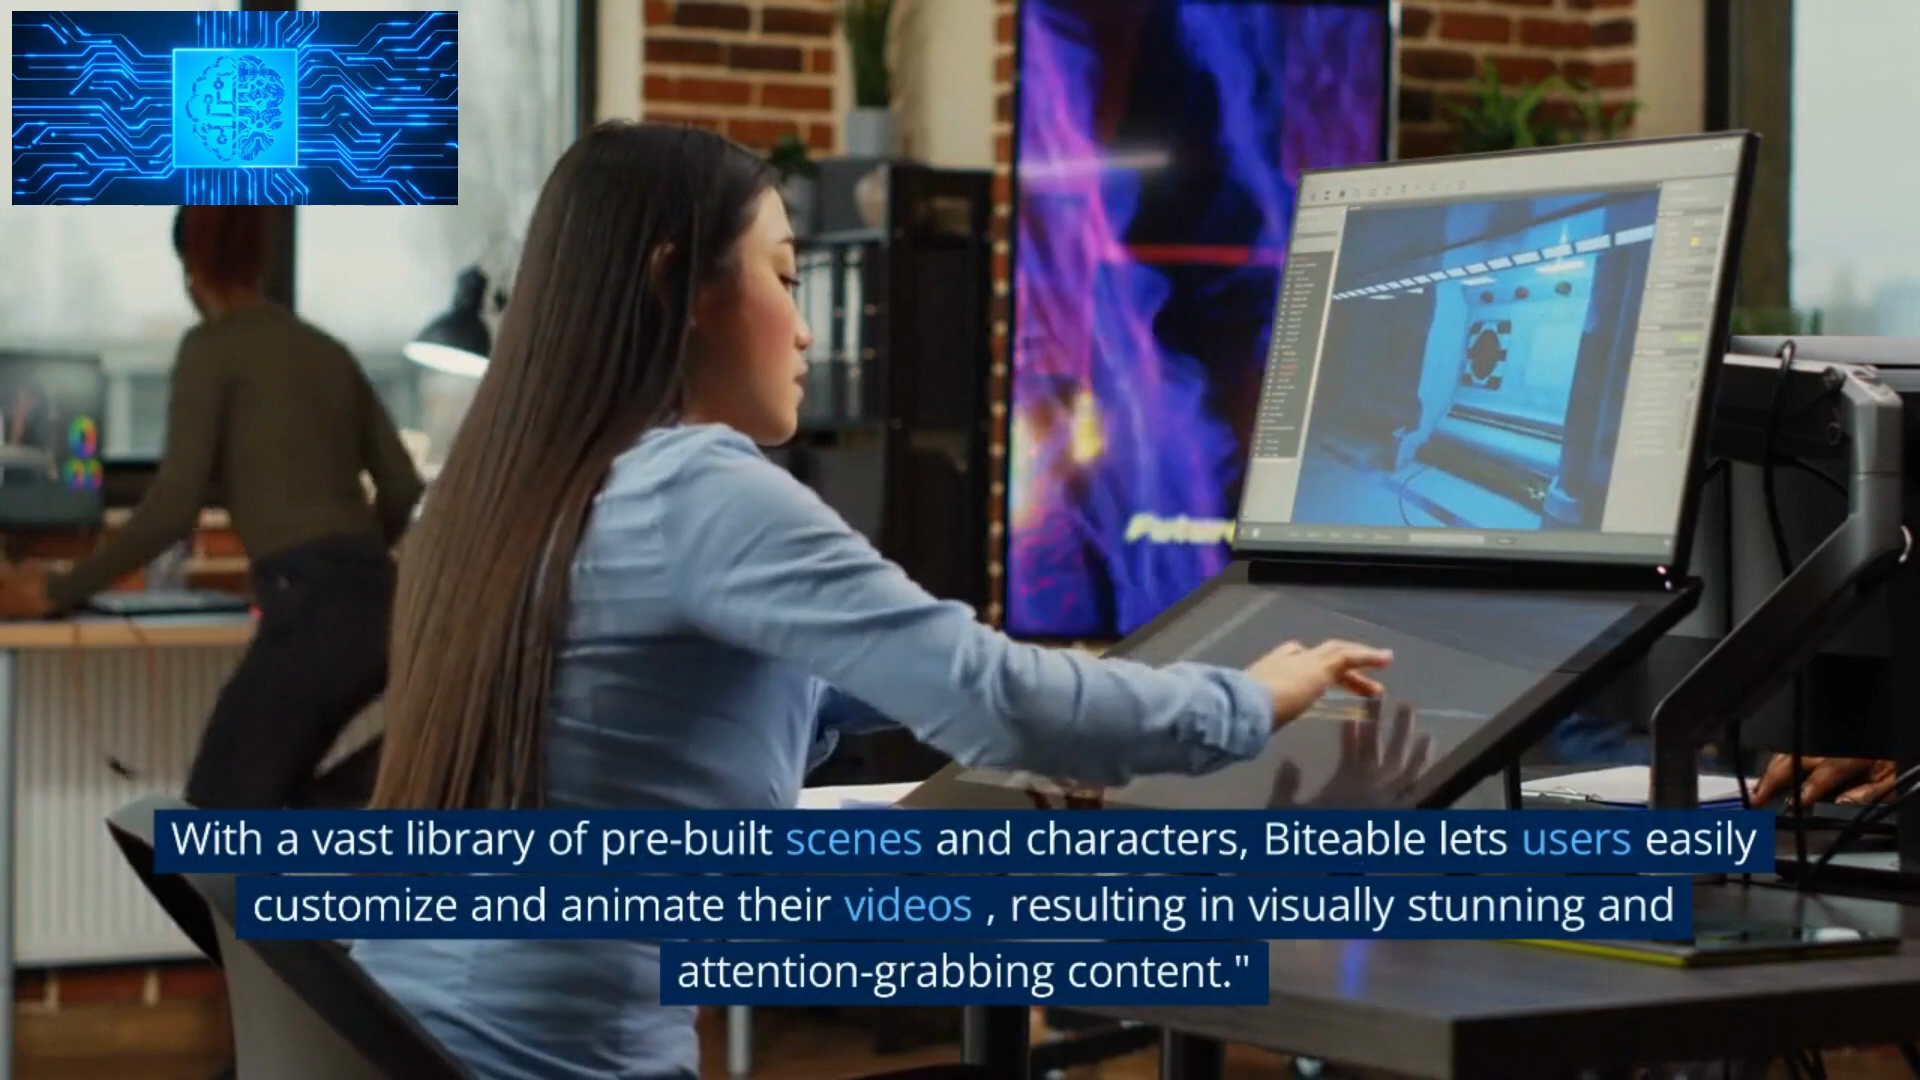 Future
With a vast library of pre-built scenes and characters, Biteable lets users easily
customize and animate their videos , resulting in visually stunning and
attention-grabbing content."